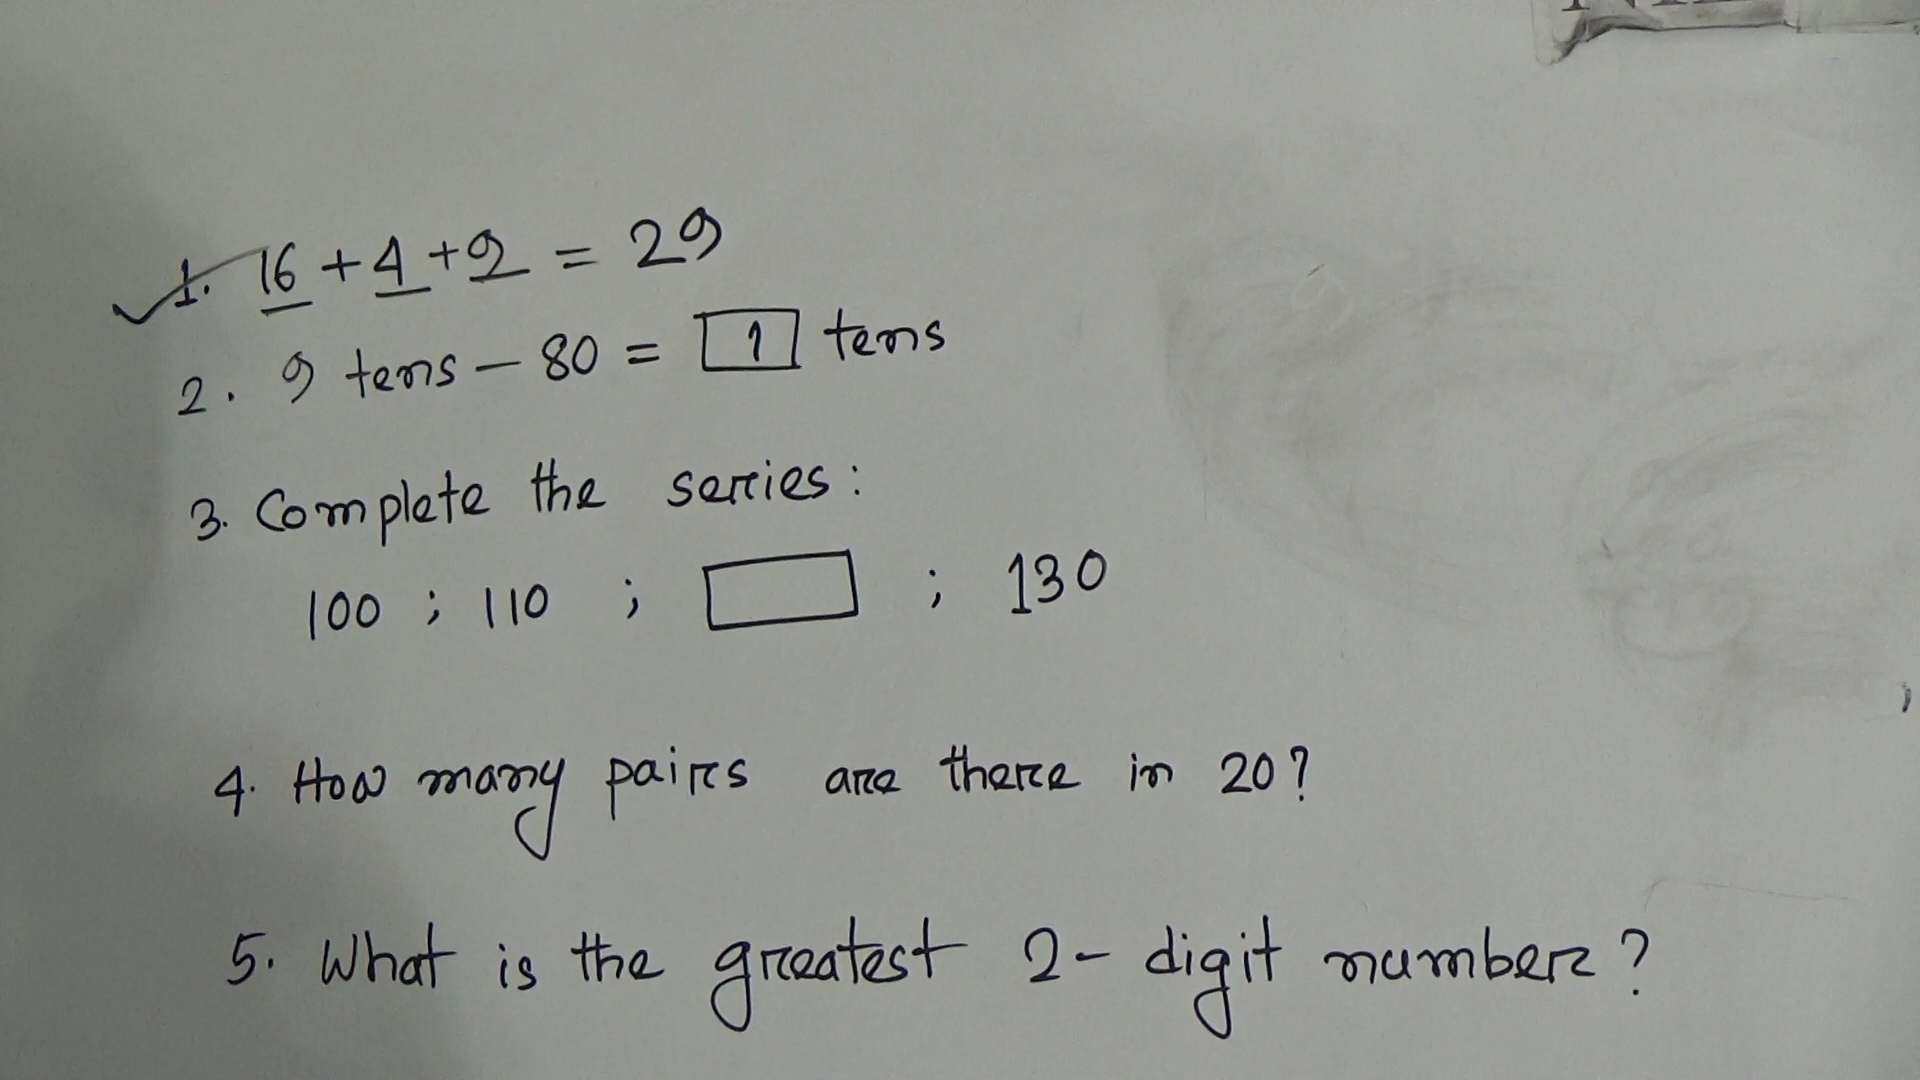 1. 16 + 4 + 9 = 29
2. 9 tens - 80 = 1 tens
3. Complete the series:
100 ; 110 ; ; 130
4. How many pairs are there in 20?
5. What is the greatest 2-digit number?